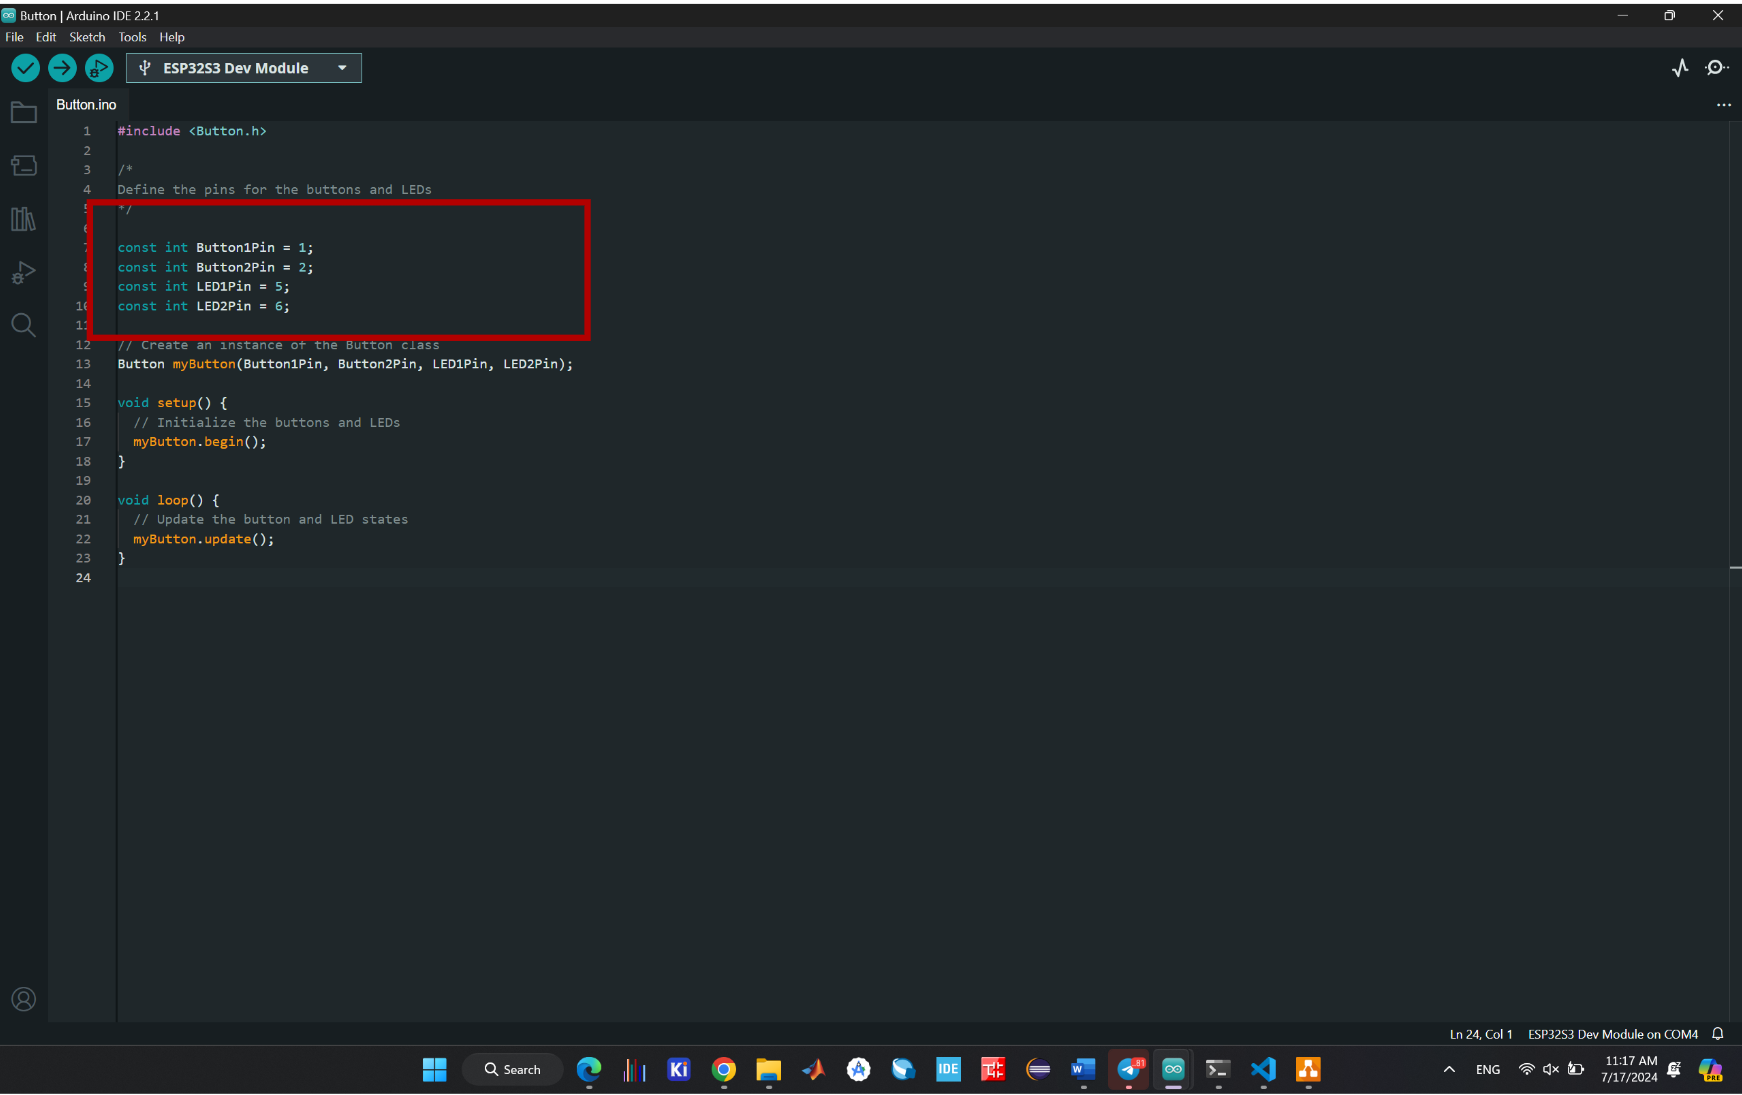 Button | Arduino IDE 2.2.1
File Edit Sketch Tools Help
ESP32S3 Dev Module
Button.ino
1 #include <Button.h>
2
3 /*
4 Define the pins for the buttons and LEDs
5 */
6
7 const int Button1Pin = 1;
8 const int Button2Pin = 2;
9 const int LED1Pin = 5;
10 const int LED2Pin = 6;
11
12 // Create an instance of the Button class
13 Button myButton(Button1Pin, Button2Pin, LED1Pin, LED2Pin);
14
15 void setup() {
16 // Initialize the buttons and LEDs
17 myButton.begin();
18 }
19
20 void loop() {
21 // Update the button and LED states
22 myButton.update();
23 }
24
Ln 24, Col 1 ESP32S3 Dev Module on COM4
Search
Ki
IDE
W
81
ENG
11:17 AM
7/17/2024
PRE